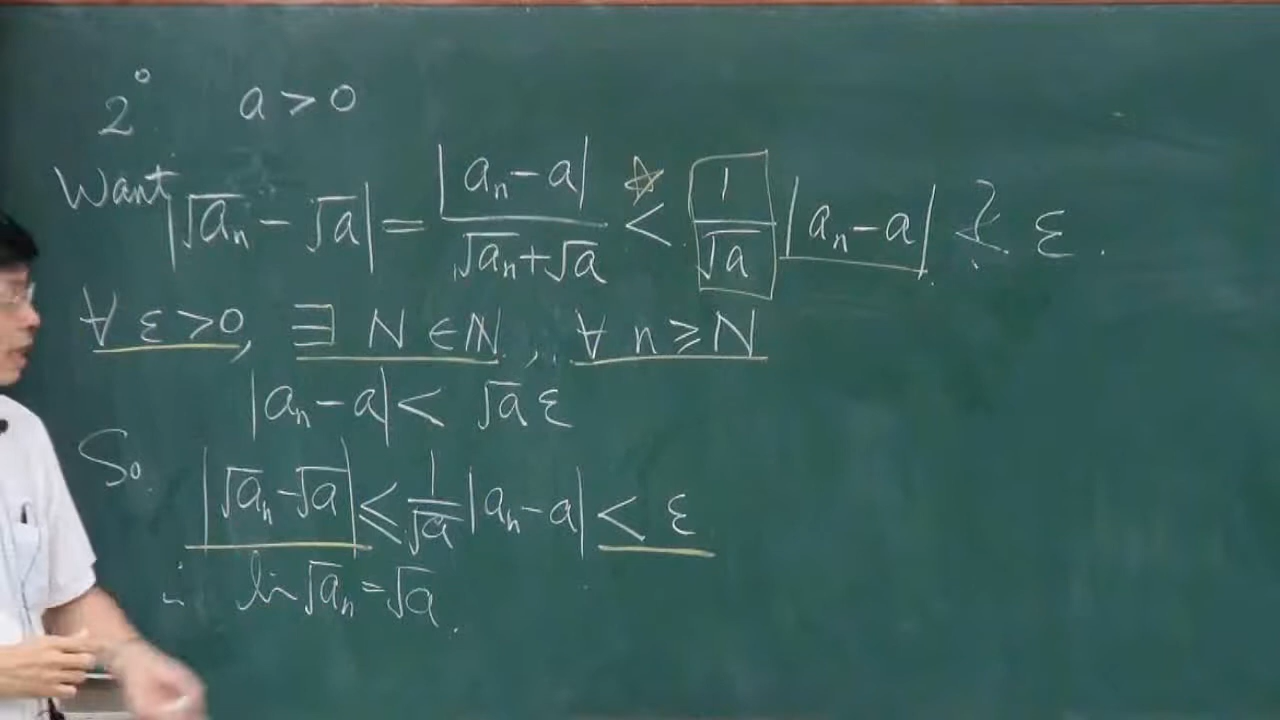 2° a > 0
Want |√aₙ − √a| = |aₙ − a| / (√aₙ + √a) ☆ < 1/√a |aₙ − a| <? ε.
∀ ε > 0, ∃ N ∈ ℕ, ∀ n ≥ N
|aₙ − a| < √a ε
So. |√aₙ − √a| ≤ 1/√a |aₙ − a| < ε
∴ lim √aₙ = √a.